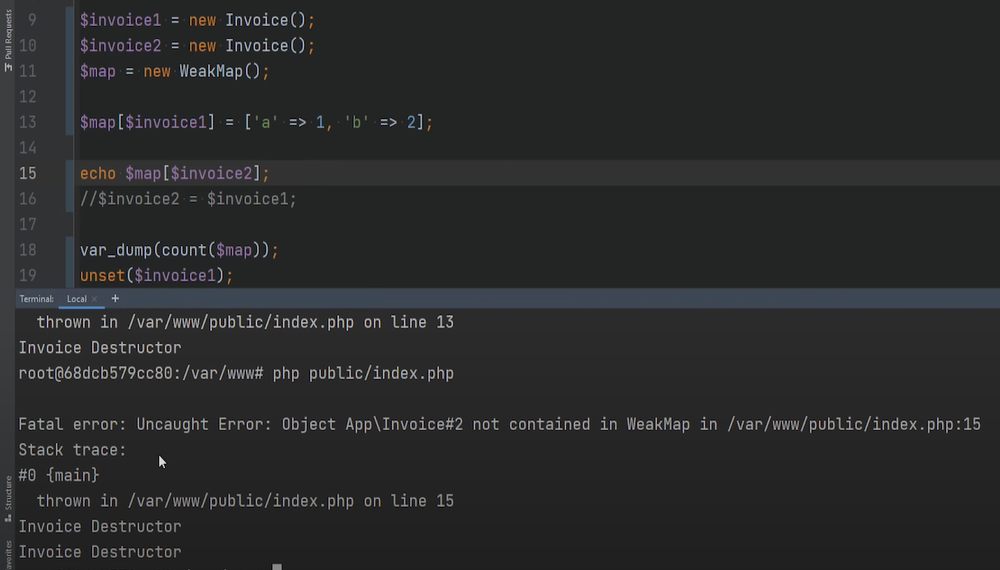 Pull Requests
9 $invoice1 = new Invoice();
10 $invoice2 = new Invoice();
11 $map = new WeakMap();
12
13 $map[$invoice1] = ['a' => 1, 'b' => 2];
14
15 echo $map[$invoice2];
16 //$invoice2 = $invoice1;
17
18 var_dump(count($map));
19 unset($invoice1);
Terminal: Local × +
thrown in /var/www/public/index.php on line 13
Invoice Destructor
root@68dcb579cc80:/var/www# php public/index.php
Fatal error: Uncaught Error: Object App\Invoice#2 not contained in WeakMap in /var/www/public/index.php:15
Stack trace:
#0 {main}
thrown in /var/www/public/index.php on line 15
Invoice Destructor
Invoice Destructor
Structure
avorites